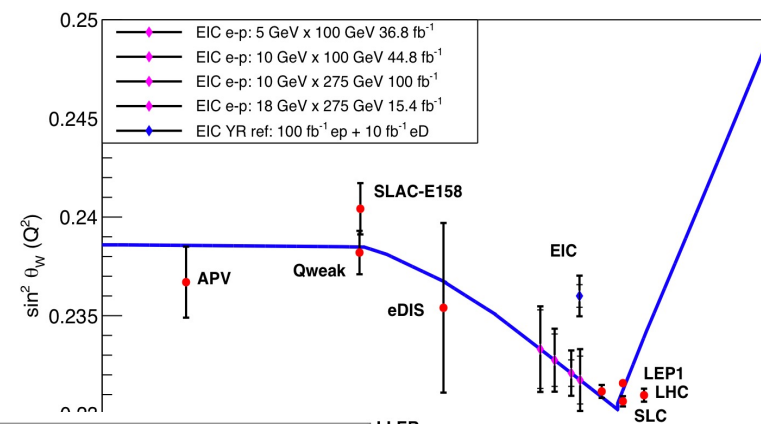 0.25
EIC e-p: 5 GeV x 100 GeV 36.8 fb⁻¹
EIC e-p: 10 GeV x 100 GeV 44.8 fb⁻¹
EIC e-p: 10 GeV x 275 GeV 100 fb⁻¹
EIC e-p: 18 GeV x 275 GeV 15.4 fb⁻¹
EIC YR ref: 100 fb⁻¹ ep + 10 fb⁻¹ eD
0.245
0.24
0.235
sin² θ_W (Q²)
SLAC-E158
Qweak
APV
EIC
eDIS
LEP1
LHC
SLC